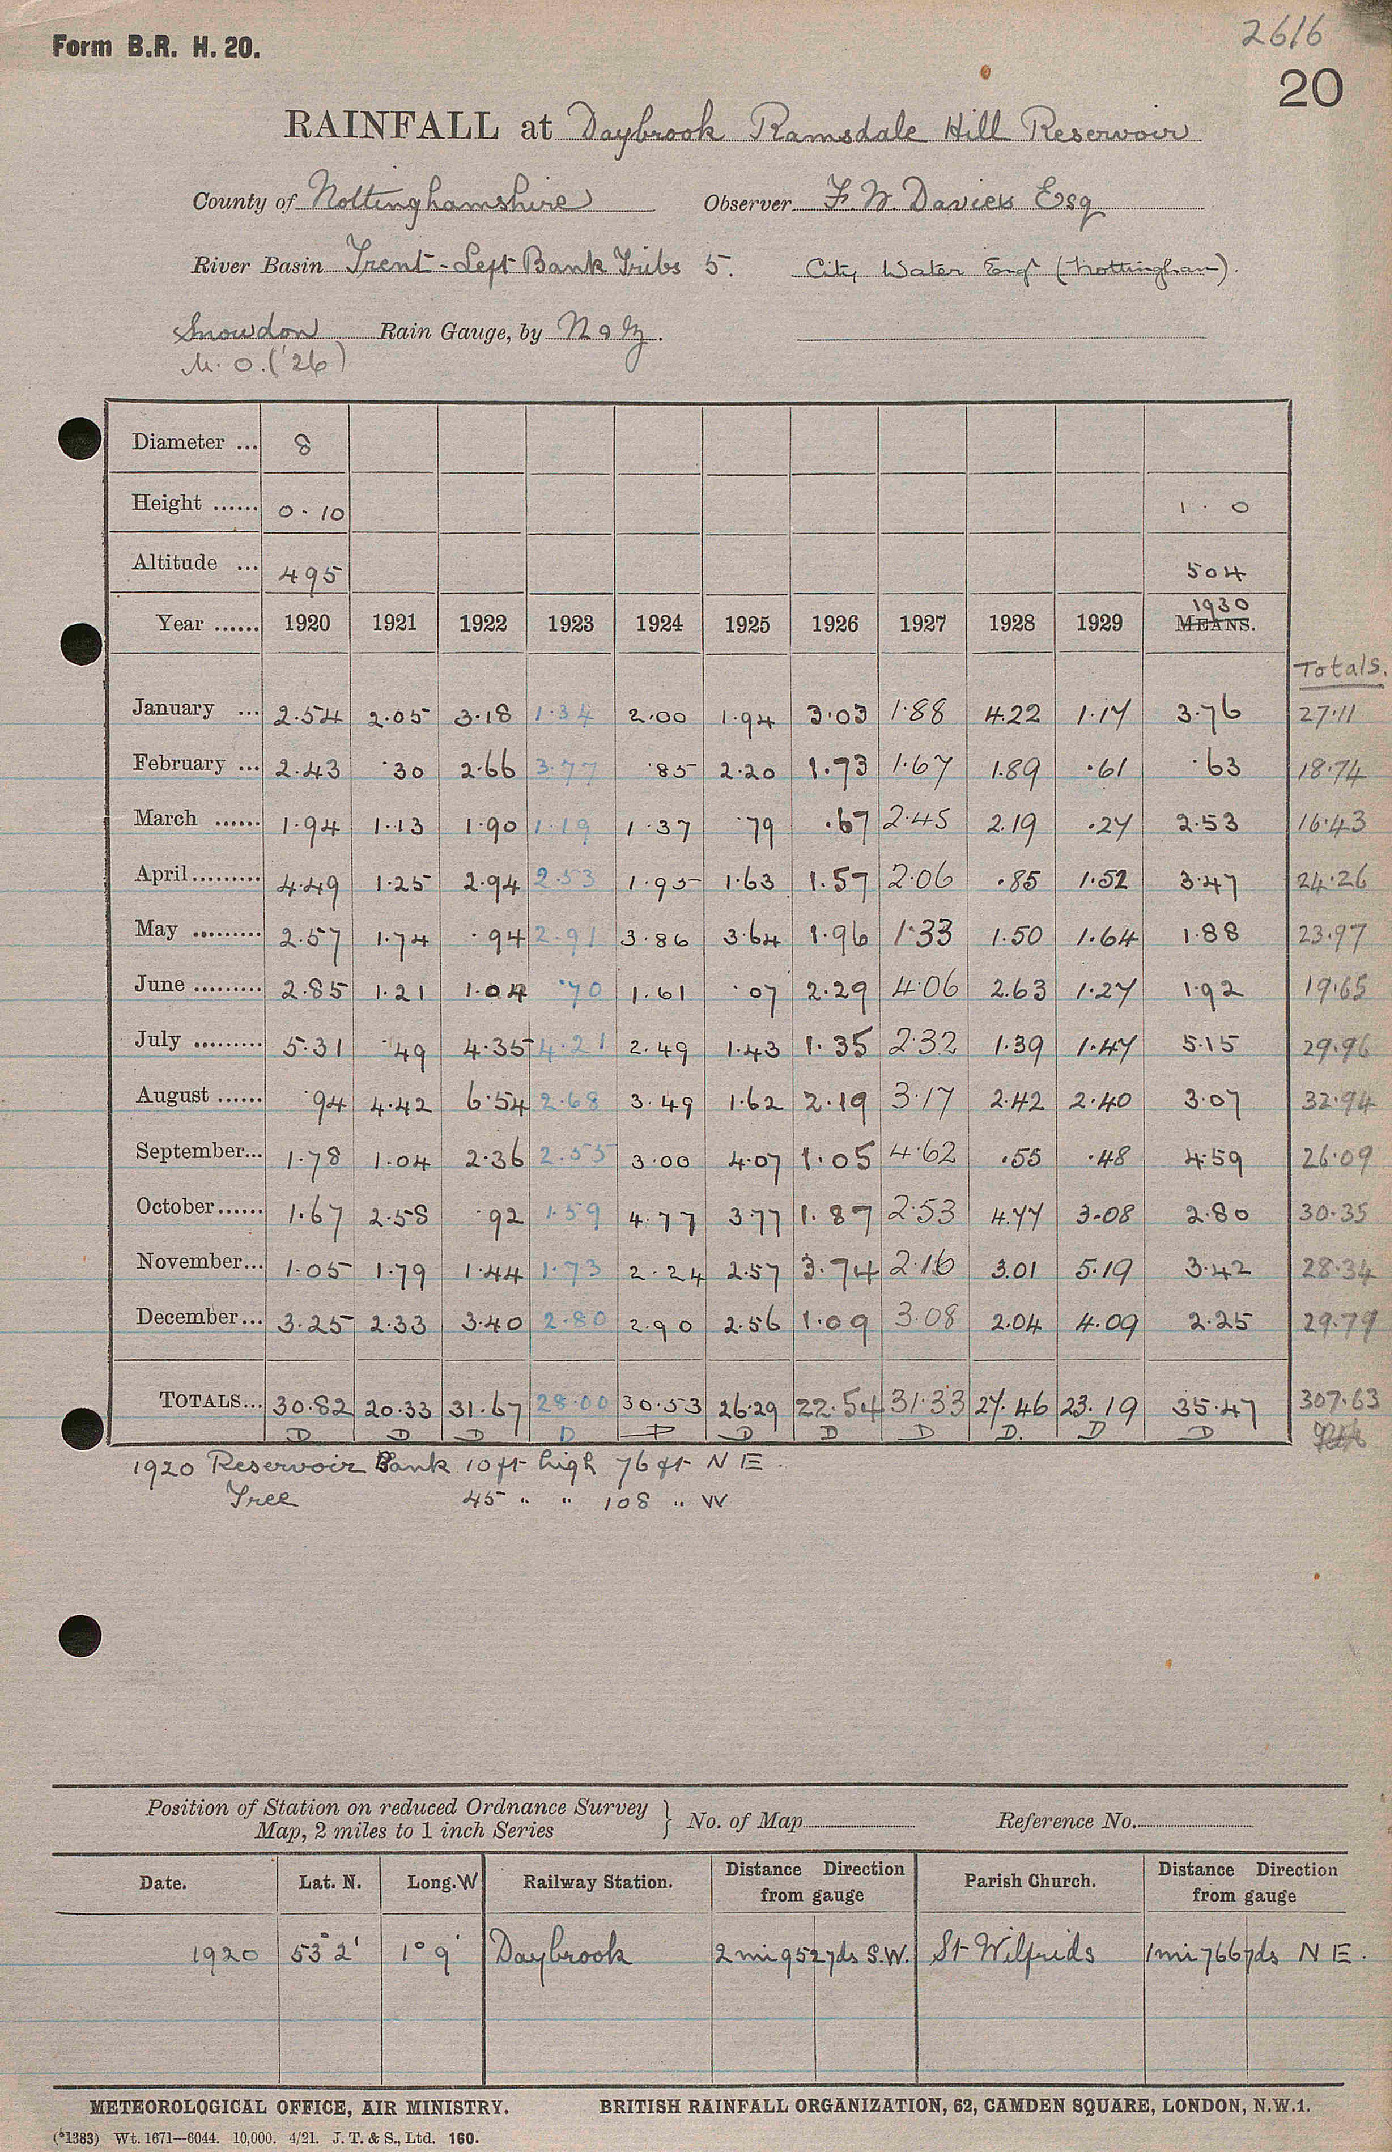 2616
Form B.R. H. 20.
20
RAINFALL at Daybrook Ramsdale Hill Reservoir
County of Nottinghamshire Observer F. W. Davies Esq
River Basin Trent - Left Bank Tribs 5. City Water Engr (Nottingham).
Snowdon Rain Gauge, by N & Z
M. O. ('26)
Diameter ... 8
Height ...... 0 - 10 1 . 0
Altitude ... 495 504
Year ...... 1920 1921 1922 1923 1924 1925 1926 1927 1928 1929 1930 MEANS.
Totals.
January ... 2.54 2.05 3.18 1.34 2.00 1.94 3.03 1.88 4.22 1.17 3.76 27.11
February ... 2.43 .30 2.66 3.77 .85 2.20 1.73 1.67 1.89 .61 .63 18.74
March ...... 1.94 1.13 1.90 1.19 1.37 .79 .67 2.45 2.19 .27 2.53 16.43
April......... 4.49 1.25 2.94 2.53 1.95 1.63 1.57 2.06 .85 1.52 3.47 24.26
May ......... 2.57 1.74 .94 2.91 3.86 3.64 1.96 1.33 1.50 1.64 1.88 23.97
June ......... 2.85 1.21 1.04 .70 1.61 .07 2.29 4.06 2.63 1.27 1.92 19.65
July ......... 5.31 .49 4.35 4.21 2.49 1.43 1.35 2.32 1.39 1.47 5.15 29.96
August ...... .94 4.42 6.54 2.68 3.49 1.62 2.19 3.17 2.42 2.40 3.07 32.94
September... 1.78 1.04 2.36 2.55 3.00 4.07 1.05 4.62 .55 .48 4.59 26.09
October...... 1.67 2.58 .92 1.59 4.77 3.77 1.87 2.53 4.77 3.08 2.80 30.35
November... 1.05 1.79 1.44 1.73 2.24 2.57 3.74 2.16 3.01 5.19 3.42 28.34
December... 3.25 2.33 3.40 2.80 2.90 2.56 1.09 3.08 2.04 4.09 2.25 29.79
TOTALS... 30.82 20.33 31.67 28.00 30.53 26.29 22.54 31.33 27.46 23.19 35.47 307.63
D D D D D D D D D. D D
1920 Reservoir Bank 10 ft high 76 ft N E.
Tree 45 " " 108 " W
Position of Station on reduced Ordnance Survey
Map, 2 miles to 1 inch Series } No. of Map Reference No.
Date. Lat. N. Long. W Railway Station. Distance Direction from gauge Parish Church. Distance Direction from gauge
1920 53° 2' 1° 9' Daybrook 2 mi 952 yds S.W. St Wilfrids 1 mi 766 yds N E.
METEOROLOGICAL OFFICE, AIR MINISTRY. BRITISH RAINFALL ORGANIZATION, 62, CAMDEN SQUARE, LONDON, N.W.1.
(*1383) Wt. 1671—6044. 10,000. 4/21. J. T. & S., Ltd. 160.